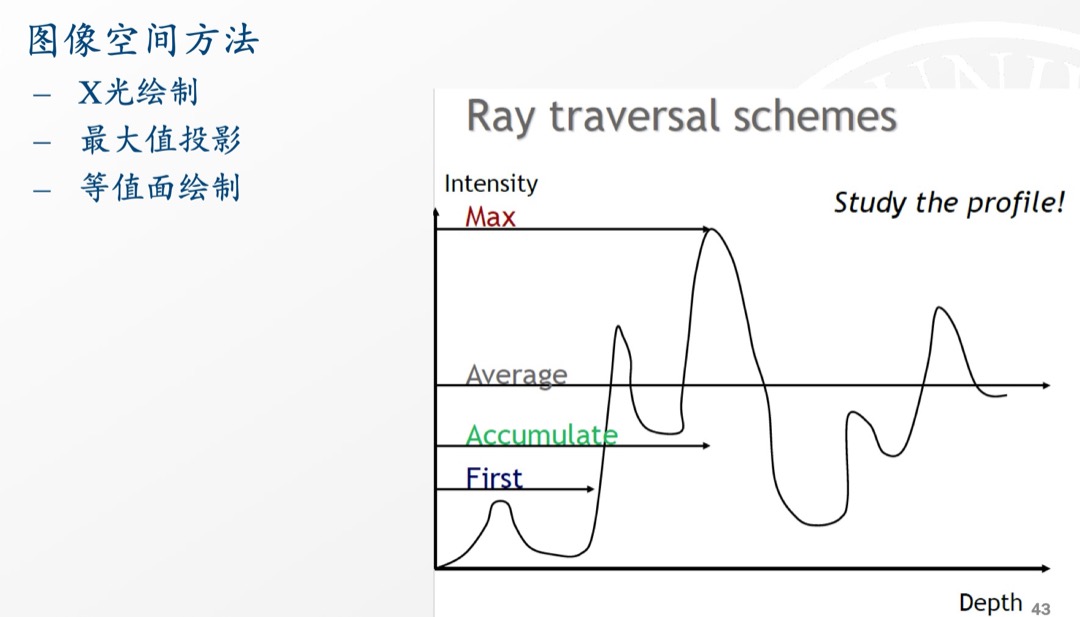 图像空间方法
– X光绘制
– 最大值投影
– 等值面绘制
Ray traversal schemes
Intensity
Max
Study the profile!
Average
Accumulate
First
Depth
43